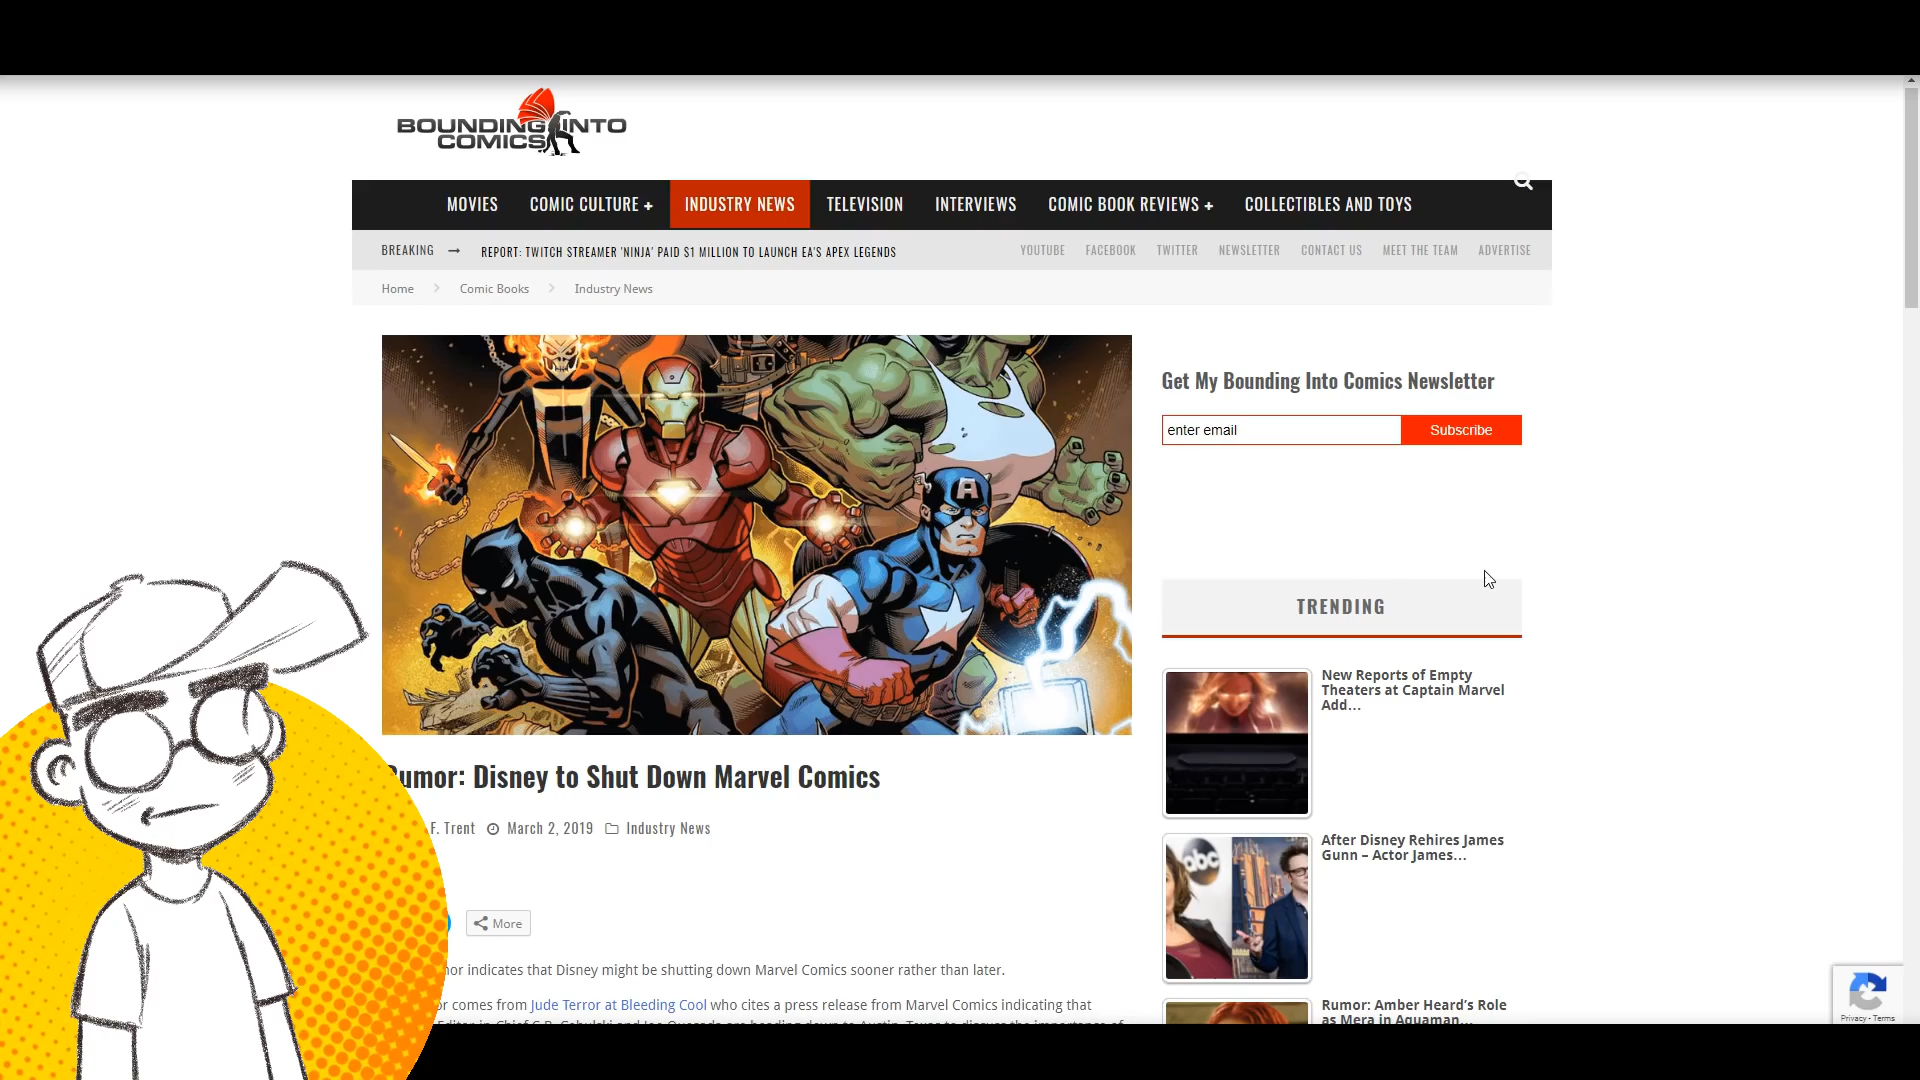 BOUNDING INTO
COMICS
MOVIES COMIC CULTURE + INDUSTRY NEWS TELEVISION INTERVIEWS COMIC BOOK REVIEWS + COLLECTIBLES AND TOYS
BREAKING → REPORT: TWITCH STREAMER 'NINJA' PAID $1 MILLION TO LAUNCH EA'S APEX LEGENDS
YOUTUBE FACEBOOK TWITTER NEWSLETTER CONTACT US MEET THE TEAM ADVERTISE
Home > Comic Books > Industry News
A
Rumor: Disney to Shut Down Marvel Comics
F. Trent March 2, 2019 Industry News
More
indicates that Disney might be shutting down Marvel Comics sooner rather than later.
comes from Jude Terror at Bleeding Cool who cites a press release from Marvel Comics indicating that
Get My Bounding Into Comics Newsletter
enter email Subscribe
TRENDING
New Reports of Empty
Theaters at Captain Marvel
Add...
abc
After Disney Rehires James
Gunn – Actor James...
Rumor: Amber Heard's Role
as Mera in Aquaman...
Privacy - Terms